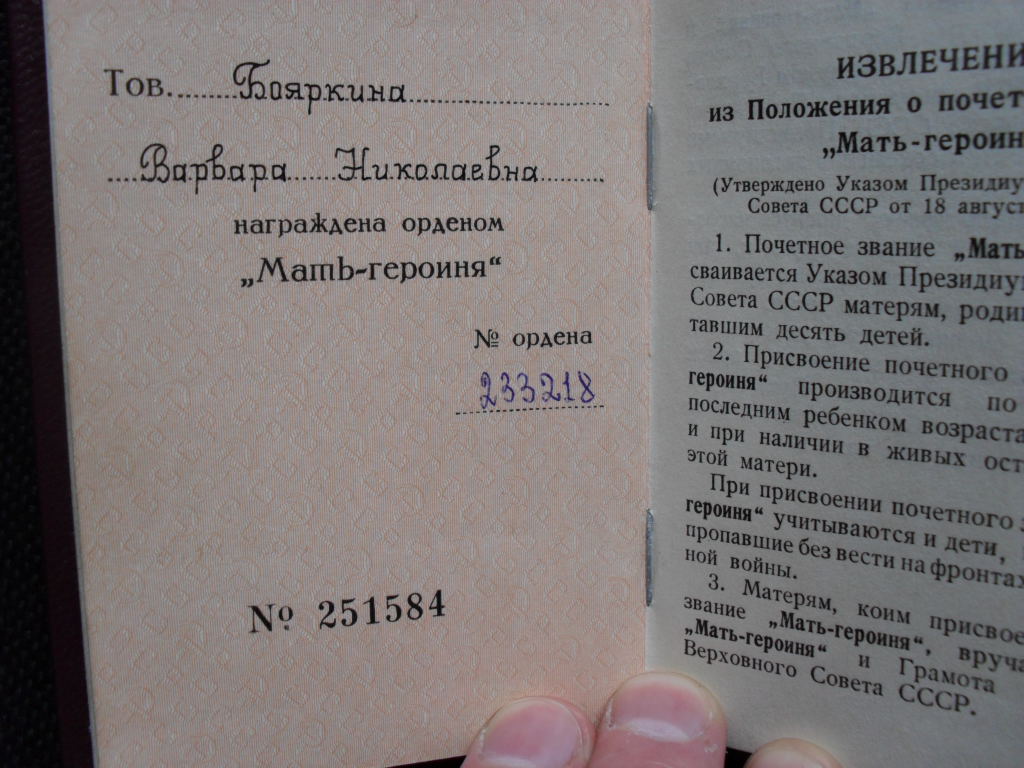 Тов. Бояркина
Варвара Николаевна
награждена орденом
„Мать-героиня“
№ ордена
233218
№ 251584
ИЗВЛЕЧЕНИ
из Положения о почет
„Мать-героин
(Утверждено Указом Президиу
Совета СССР от 18 август
1. Почетное звание „Мать
сваивается Указом Президиу
Совета СССР матерям, роди
тавшим десять детей.
2. Присвоение почетного
героиня“ производится по
последним ребенком возраста
и при наличии в живых ост
этой матери.
При присвоении почетного з
героиня“ учитываются и дети,
пропавшие без вести на фронтах
ной войны.
3. Матерям, коим присвое
звание „Мать-героиня“, вруча
„Мать-героиня“ и Грамота
Верховного Совета СССР.